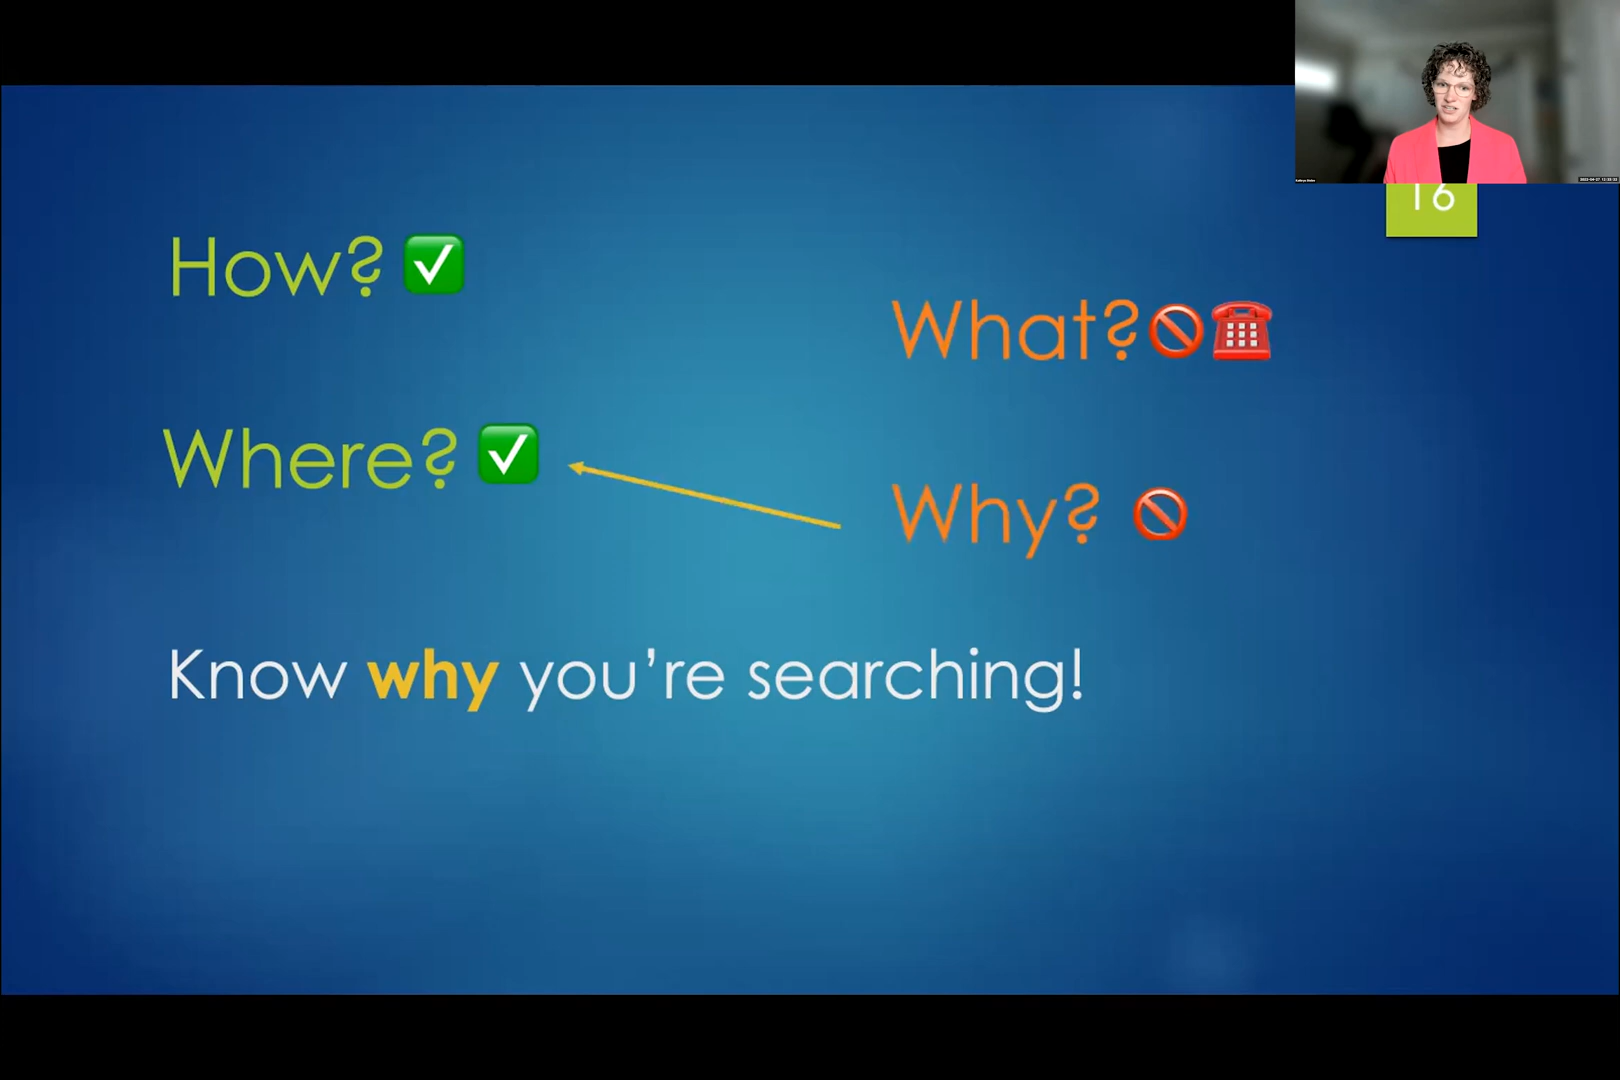 16
How? ✅
What?🚫☎
Where? ✅
Why? 🚫
Know why you're searching!